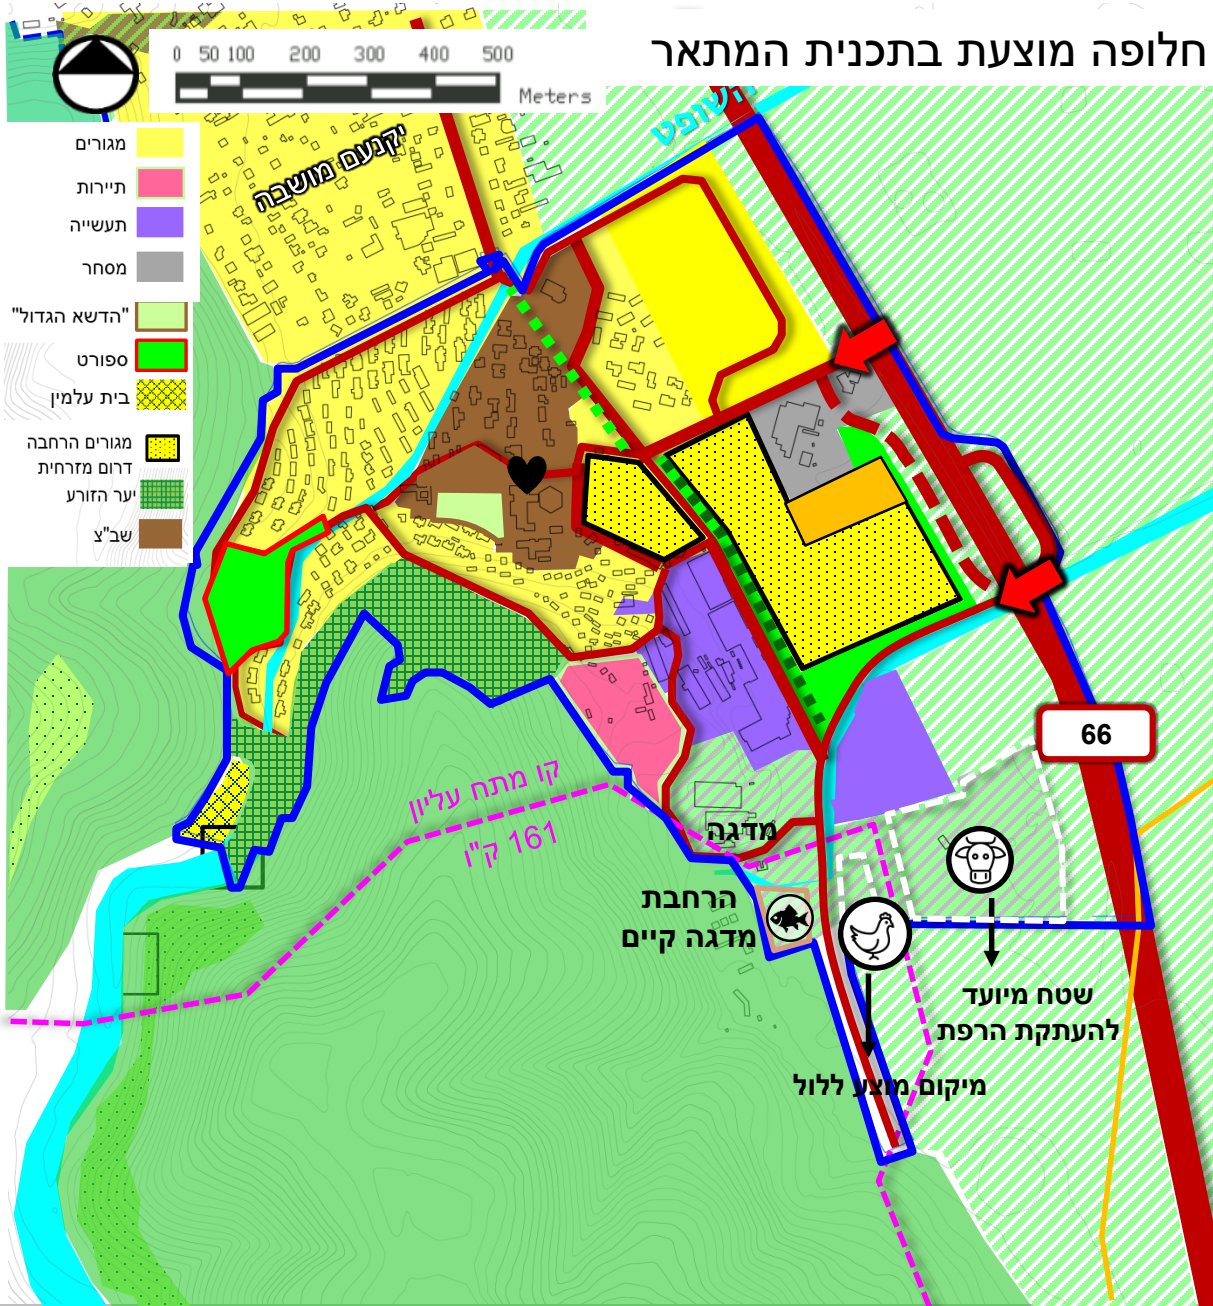 חלופה מוצעת בתכנית המתאר
0 50 100 200 300 400 500
Meters
השופט
יקנעם מושבה
מגורים
תיירות
תעשייה
מסחר
"הדשא הגדול"
ספורט
בית עלמין
מגורים הרחבה
דרום מזרחית
יער הזורע
שב"צ
66
קו מתח עליון
161 ק"ו
מדגה
הרחבת
מדגה קיים
שטח מיועד
להעתקת הרפת
מיקום מוצע ללול